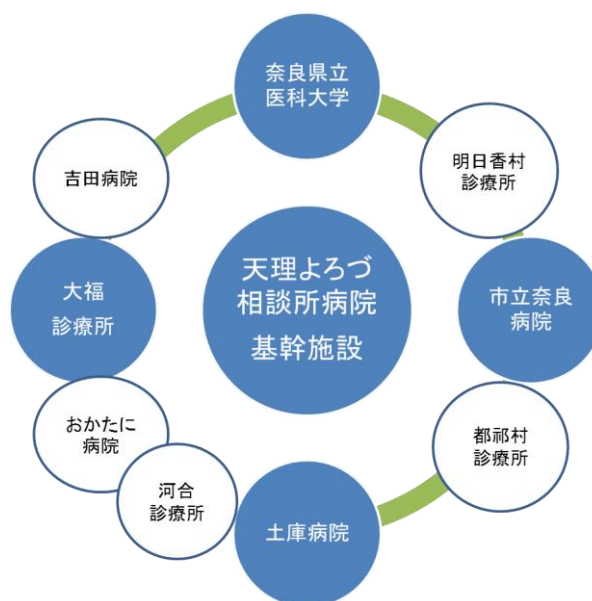 奈良県立
医科大学
吉田病院
明日香村
診療所
天理よろづ
相談所病院
基幹施設
大福
診療所
市立奈良
病院
おかたに
病院
都祁村
診療所
河合
診療所
土庫病院